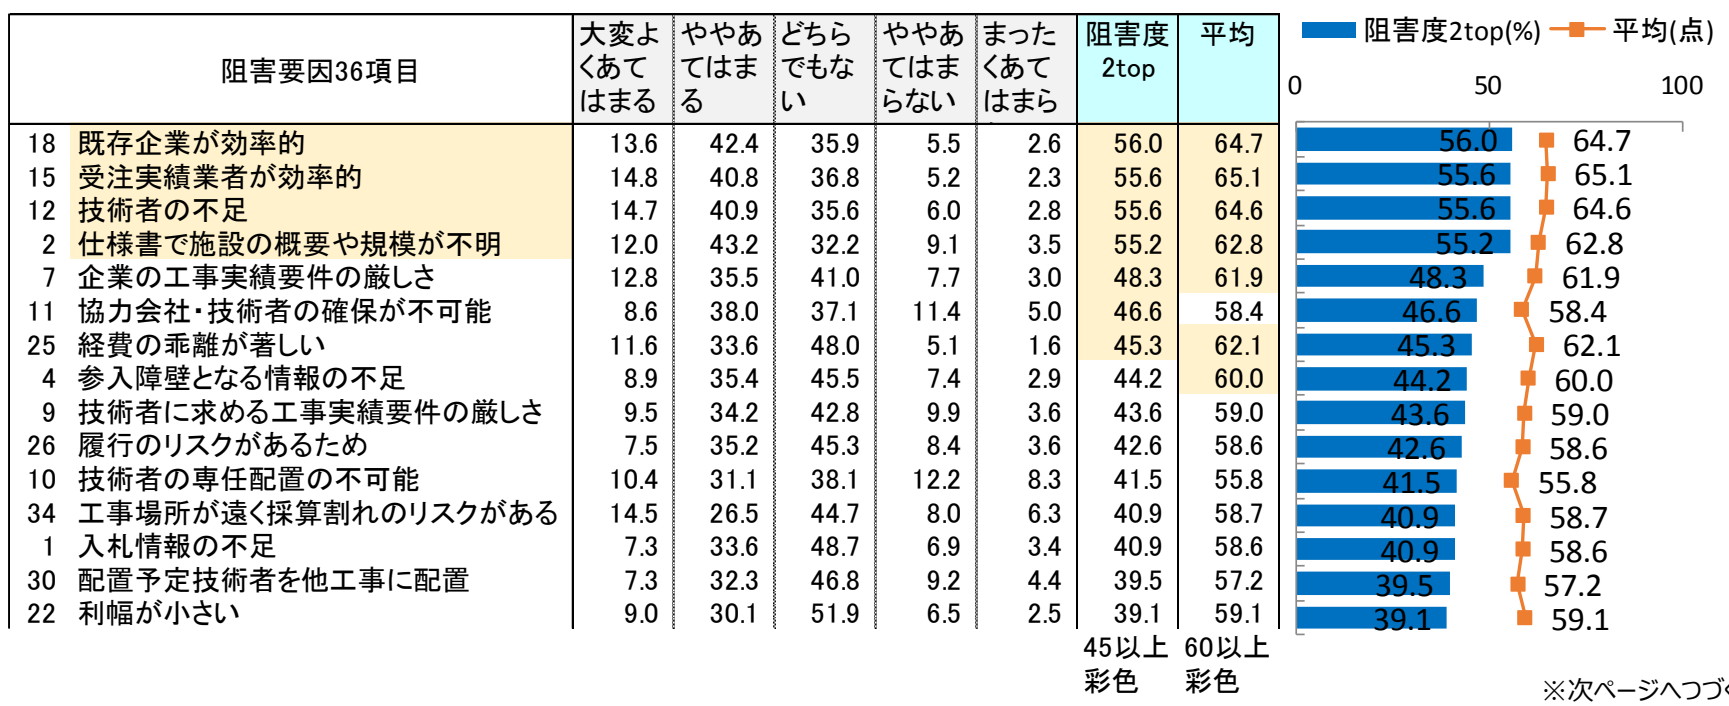 阻害要因36項目 大変よくあてはまる ややあてはまる どちらでもない ややあてはまらない まったくあてはまら 阻害度2top 平均
18 既存企業が効率的 13.6 42.4 35.9 5.5 2.6 56.0 64.7
15 受注実績業者が効率的 14.8 40.8 36.8 5.2 2.3 55.6 65.1
12 技術者の不足 14.7 40.9 35.6 6.0 2.8 55.6 64.6
2 仕様書で施設の概要や規模が不明 12.0 43.2 32.2 9.1 3.5 55.2 62.8
7 企業の工事実績要件の厳しさ 12.8 35.5 41.0 7.7 3.0 48.3 61.9
11 協力会社・技術者の確保が不可能 8.6 38.0 37.1 11.4 5.0 46.6 58.4
25 経費の乖離が著しい 11.6 33.6 48.0 5.1 1.6 45.3 62.1
4 参入障壁となる情報の不足 8.9 35.4 45.5 7.4 2.9 44.2 60.0
9 技術者に求める工事実績要件の厳しさ 9.5 34.2 42.8 9.9 3.6 43.6 59.0
26 履行のリスクがあるため 7.5 35.2 45.3 8.4 3.6 42.6 58.6
10 技術者の専任配置の不可能 10.4 31.1 38.1 12.2 8.3 41.5 55.8
34 工事場所が遠く採算割れのリスクがある 14.5 26.5 44.7 8.0 6.3 40.9 58.7
1 入札情報の不足 7.3 33.6 48.7 6.9 3.4 40.9 58.6
30 配置予定技術者を他工事に配置 7.3 32.3 46.8 9.2 4.4 39.5 57.2
22 利幅が小さい 9.0 30.1 51.9 6.5 2.5 39.1 59.1
45以上 60以上
彩色 彩色
阻害度2top(%) 平均(点)
0 50 100
56.0 64.7
55.6 65.1
55.6 64.6
55.2 62.8
48.3 61.9
46.6 58.4
45.3 62.1
44.2 60.0
43.6 59.0
42.6 58.6
41.5 55.8
40.9 58.7
40.9 58.6
39.5 57.2
39.1 59.1
※次ページへつづく